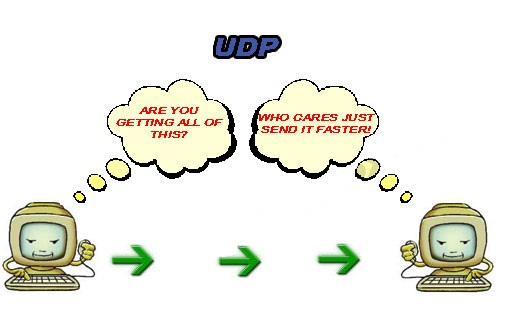 UDP
ARE YOU
GETTING ALL OF
THIS?
WHO CARES JUST
SEND IT FASTER!